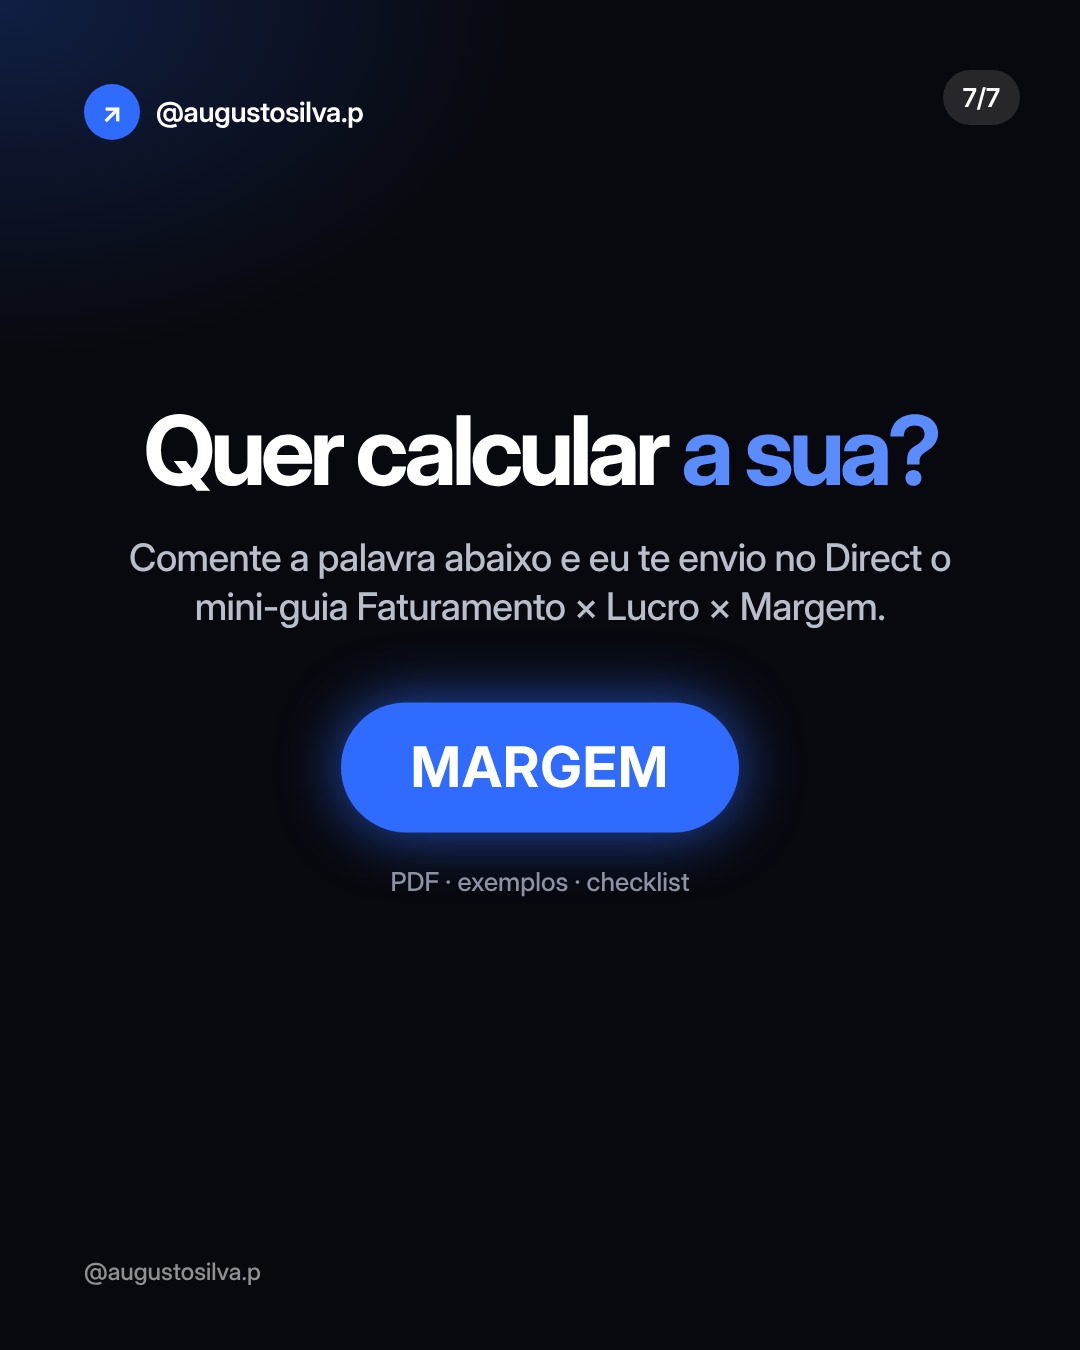 @augustosilva.p
7/7
Quer calcular a sua?
Comente a palavra abaixo e eu te envio no Direct o
mini-guia Faturamento × Lucro × Margem.
MARGEM
PDF · exemplos · checklist
@augustosilva.p